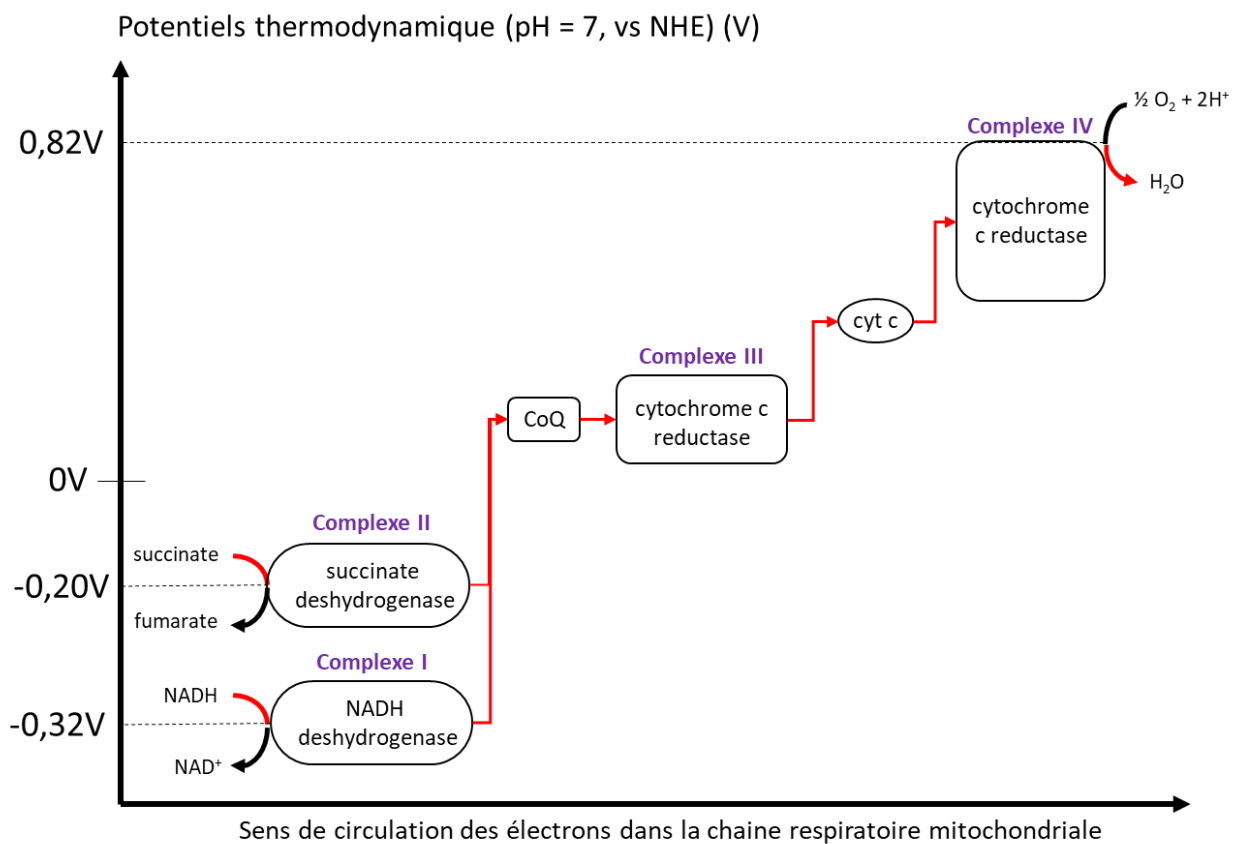 Potentiels thermodynamique (pH = 7, vs NHE) (V)
½ O₂ + 2H⁺
Complexe IV
0,82V
H₂O
cytochrome
c reductase
cyt c
Complexe III
cytochrome c
reductase
CoQ
0V
Complexe II
succinate
succinate
deshydrogenase
-0,20V
fumarate
Complexe I
NADH
NADH
deshydrogenase
-0,32V
NAD⁺
Sens de circulation des électrons dans la chaine respiratoire mitochondriale